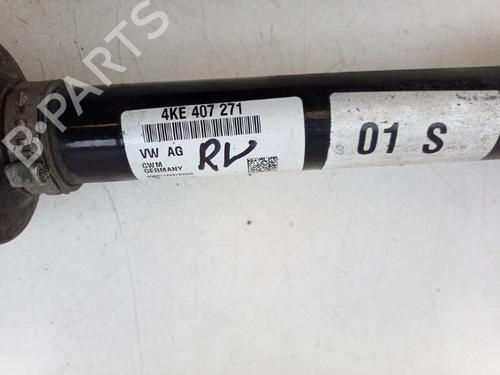 B-PARTS
4KE 407 271
VW AG
RV
GWM
GERMANY
01 S